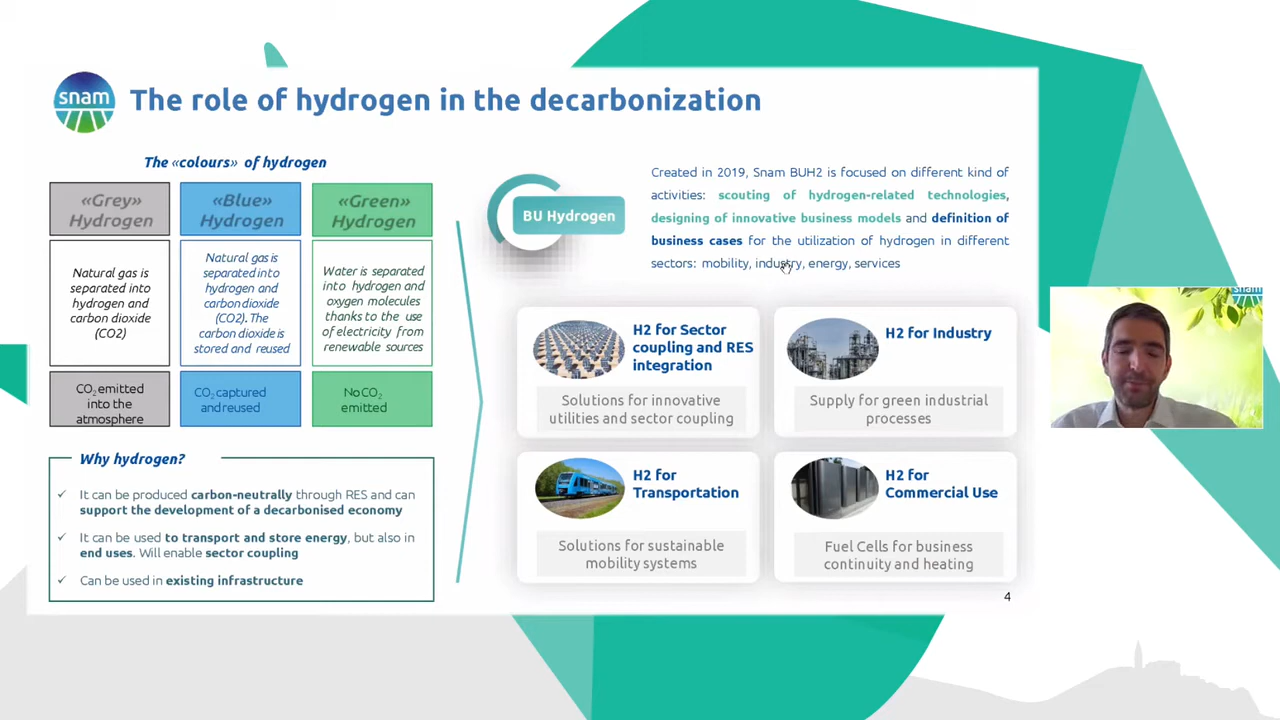 snam
The role of hydrogen in the decarbonization
The «colours» of hydrogen
«Grey»
Hydrogen
«Blue»
Hydrogen
«Green»
Hydrogen
Natural gas is
separated into
hydrogen and
carbon dioxide
(CO2)
Natural gas is
separated into
hydrogen and
carbon dioxide
(CO2). The
carbon dioxide is
stored and reused
Water is separated
into hydrogen and
oxygen molecules
thanks to the use
of electricity from
renewable sources
CO₂ emitted
into the
atmosphere
CO₂ captured
and reused
No CO₂
emitted
Why hydrogen?
✓ It can be produced carbon-neutrally through RES and can
support the development of a decarbonised economy
✓ It can be used to transport and store energy, but also in
end uses. Will enable sector coupling
✓ Can be used in existing infrastructure
BU Hydrogen
Created in 2019, Snam BUH2 is focused on different kind of
activities: scouting of hydrogen-related technologies,
designing of innovative business models and definition of
business cases for the utilization of hydrogen in different
sectors: mobility, industry, energy, services
H2 for Sector
coupling and RES
integration
Solutions for innovative
utilities and sector coupling
H2 for Industry
Supply for green industrial
processes
H2 for
Transportation
Solutions for sustainable
mobility systems
H2 for
Commercial Use
Fuel Cells for business
continuity and heating
4
snam